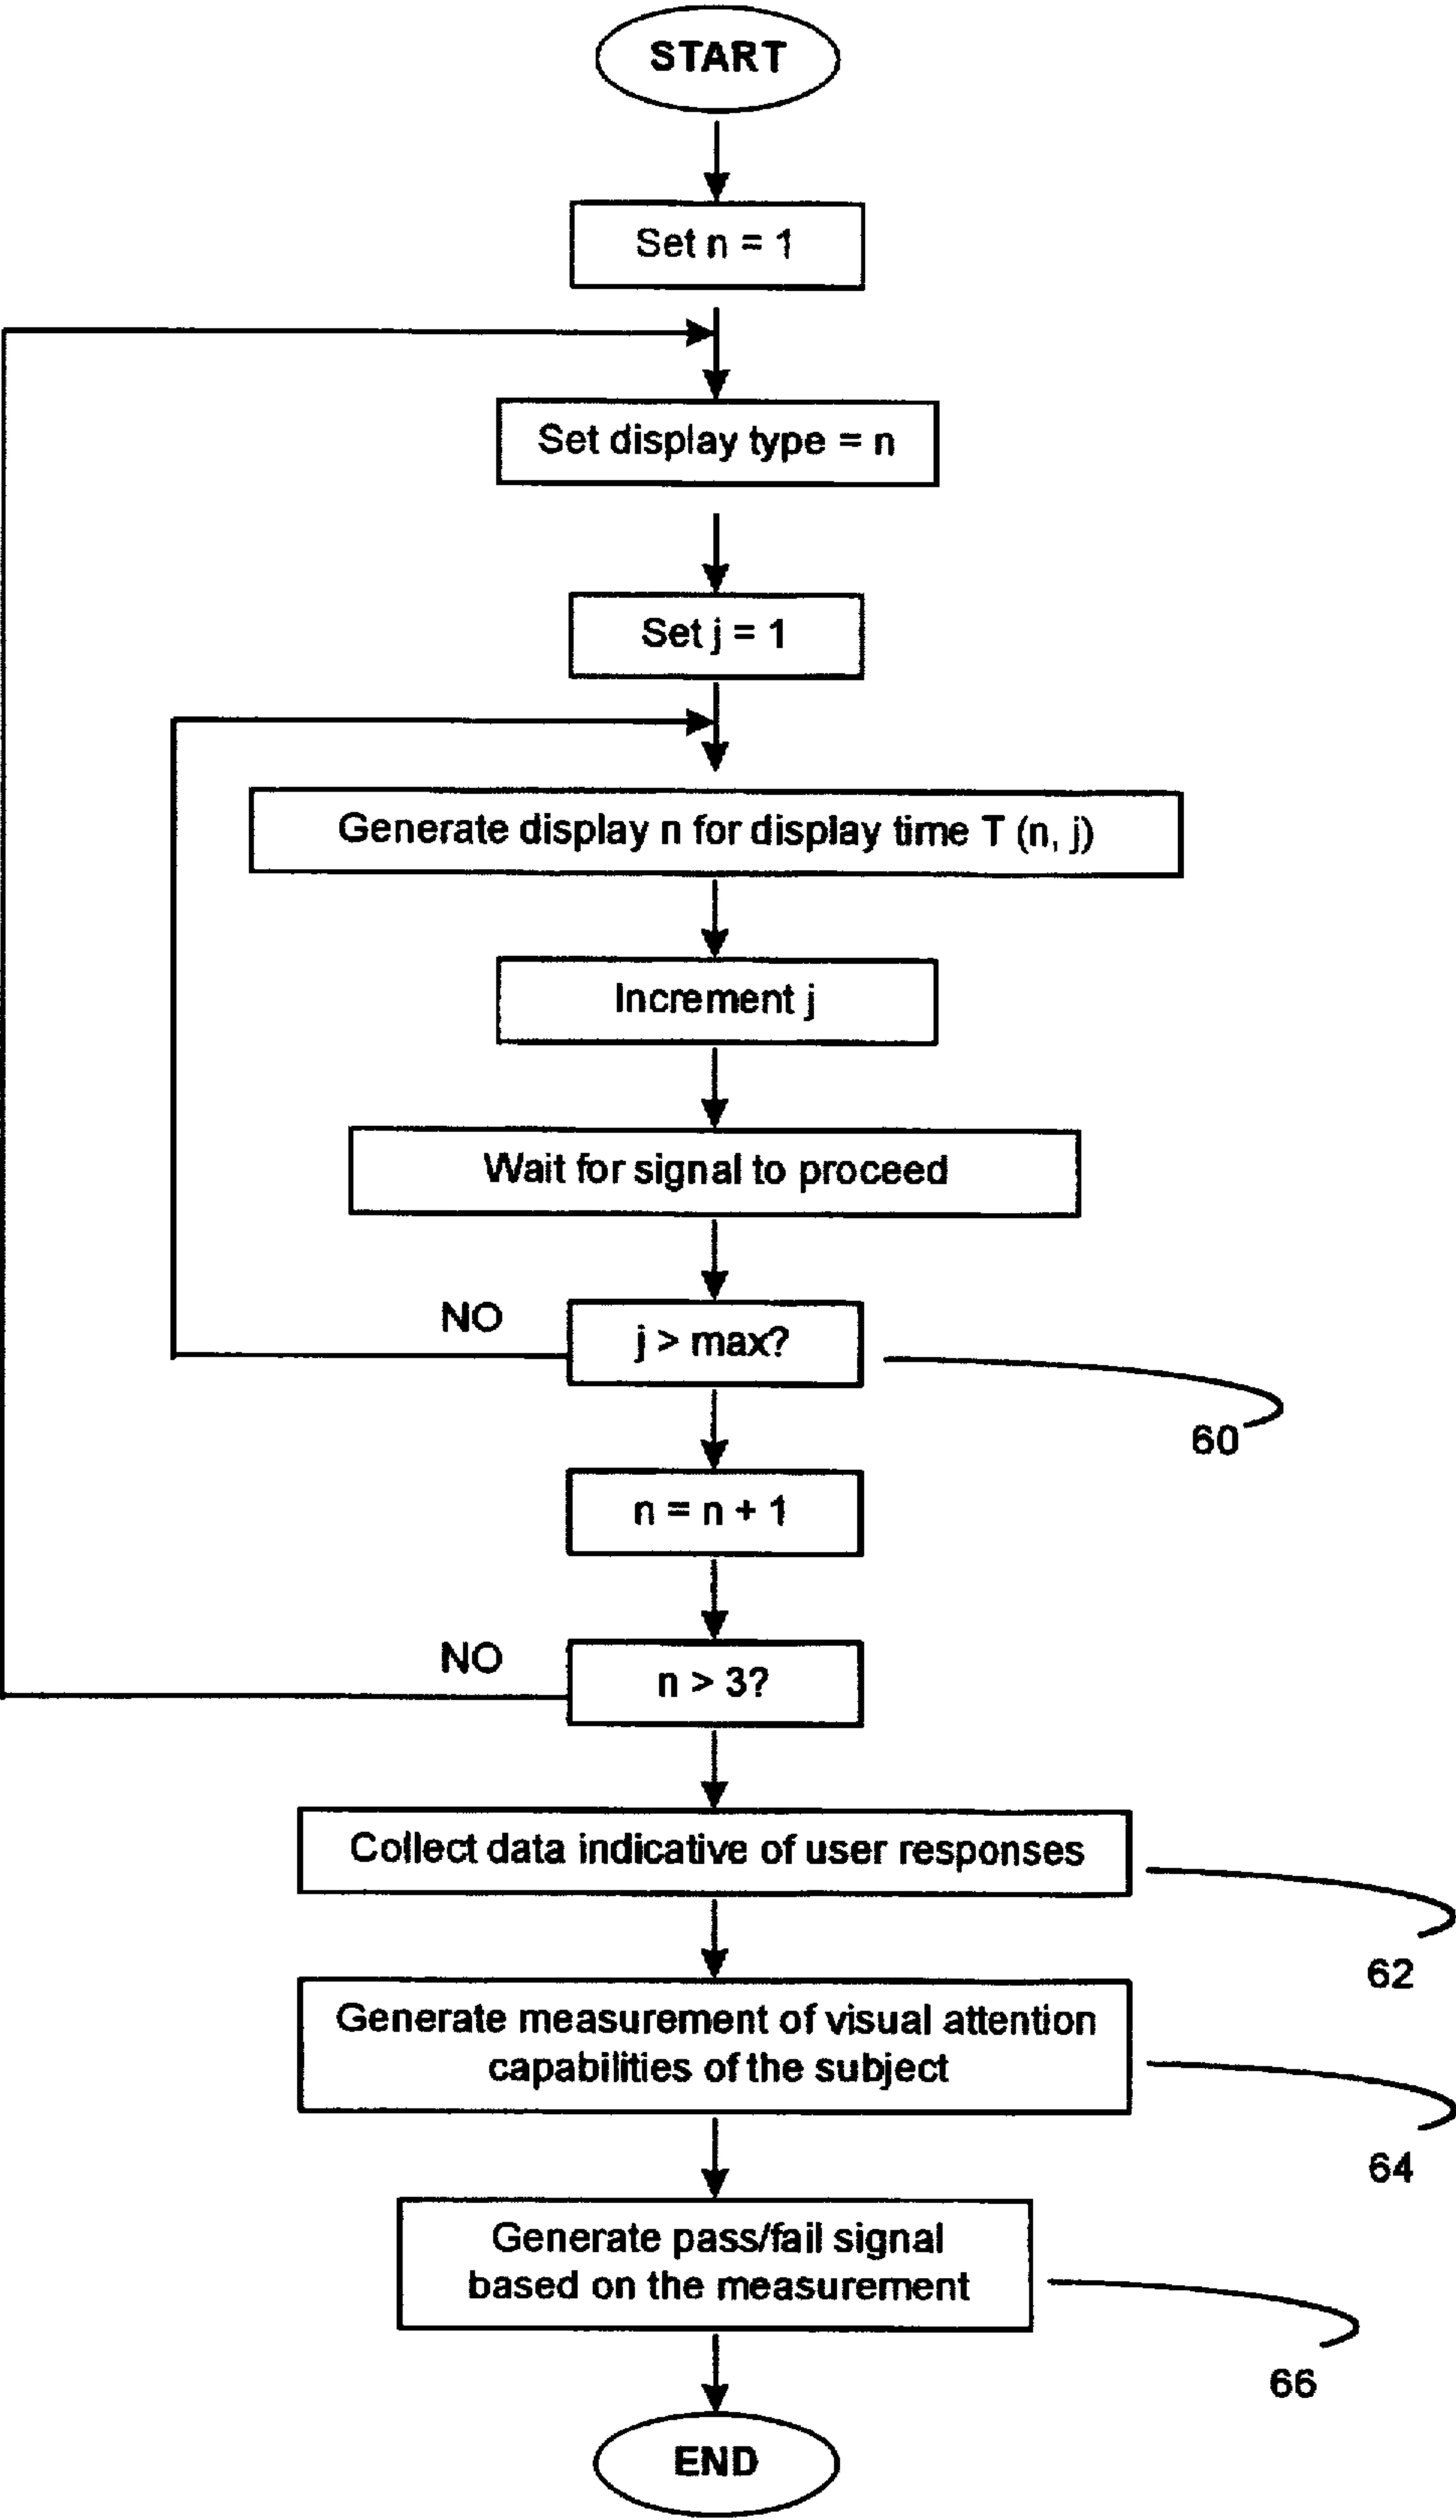 START
Set n = 1
Set display type = n
Set j = 1
Generate display n for display time T (n, j)
Increment j
Wait for signal to proceed
NO
j > max?
60
n = n + 1
NO
n > 3?
Collect data indicative of user responses
62
Generate measurement of visual attention
capabilities of the subject
64
Generate pass/fail signal
based on the measurement
66
END